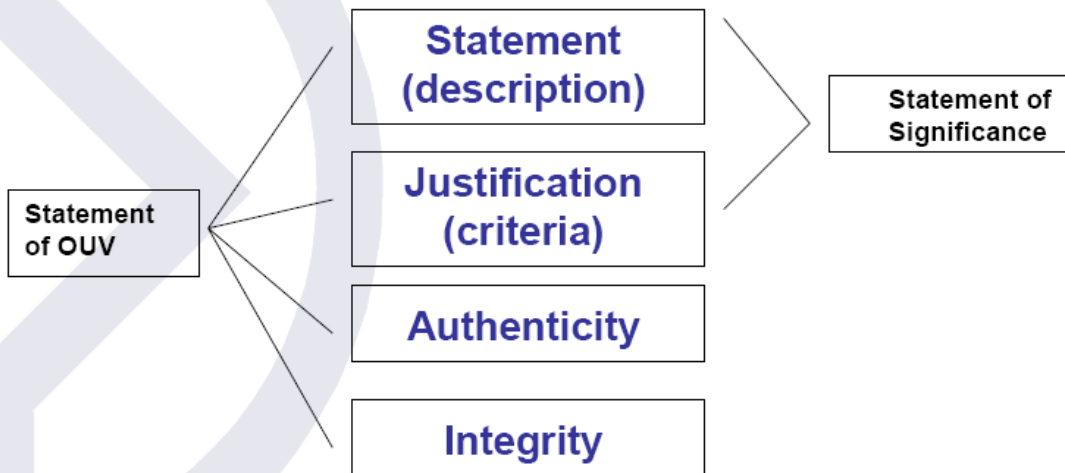 Statement
(description)
Statement of
Significance
Justification
(criteria)
Statement
of OUV
Authenticity
Integrity